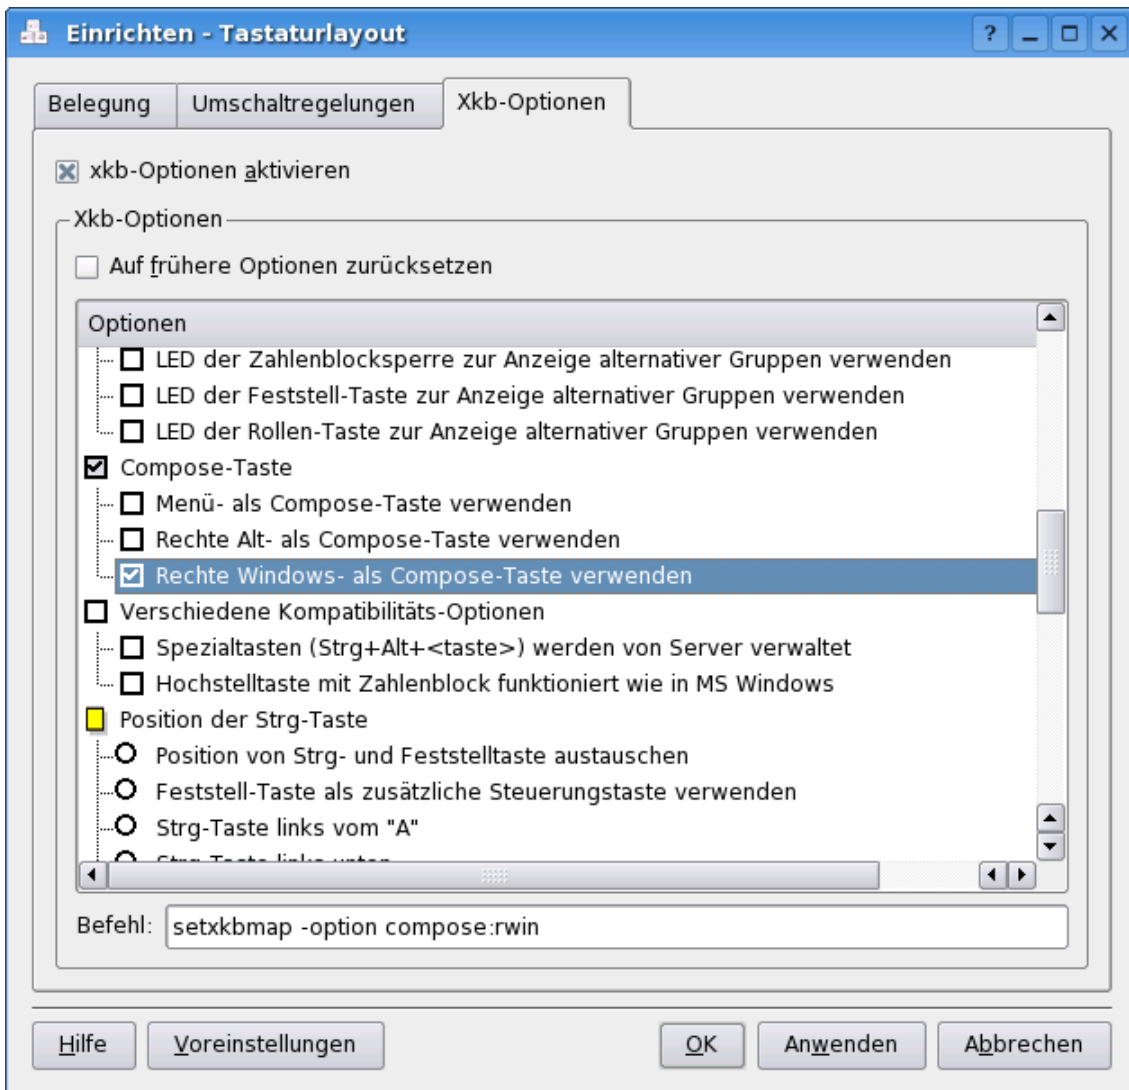 Einrichten - Tastaturlayout
Belegung Umschaltregelungen Xkb-Optionen
xkb-Optionen aktivieren
Xkb-Optionen
Auf frühere Optionen zurücksetzen
Optionen
LED der Zahlenblocksperre zur Anzeige alternativer Gruppen verwenden
LED der Feststell-Taste zur Anzeige alternativer Gruppen verwenden
LED der Rollen-Taste zur Anzeige alternativer Gruppen verwenden
Compose-Taste
Menü- als Compose-Taste verwenden
Rechte Alt- als Compose-Taste verwenden
Rechte Windows- als Compose-Taste verwenden
Verschiedene Kompatibilitäts-Optionen
Spezialtasten (Strg+Alt+<taste>) werden von Server verwaltet
Hochstelltaste mit Zahlenblock funktioniert wie in MS Windows
Position der Strg-Taste
Position von Strg- und Feststelltaste austauschen
Feststell-Taste als zusätzliche Steuerungstaste verwenden
Strg-Taste links vom "A"
Strg-Taste links unten
Befehl: setxkbmap -option compose:rwin
Hilfe Voreinstellungen OK Anwenden Abbrechen